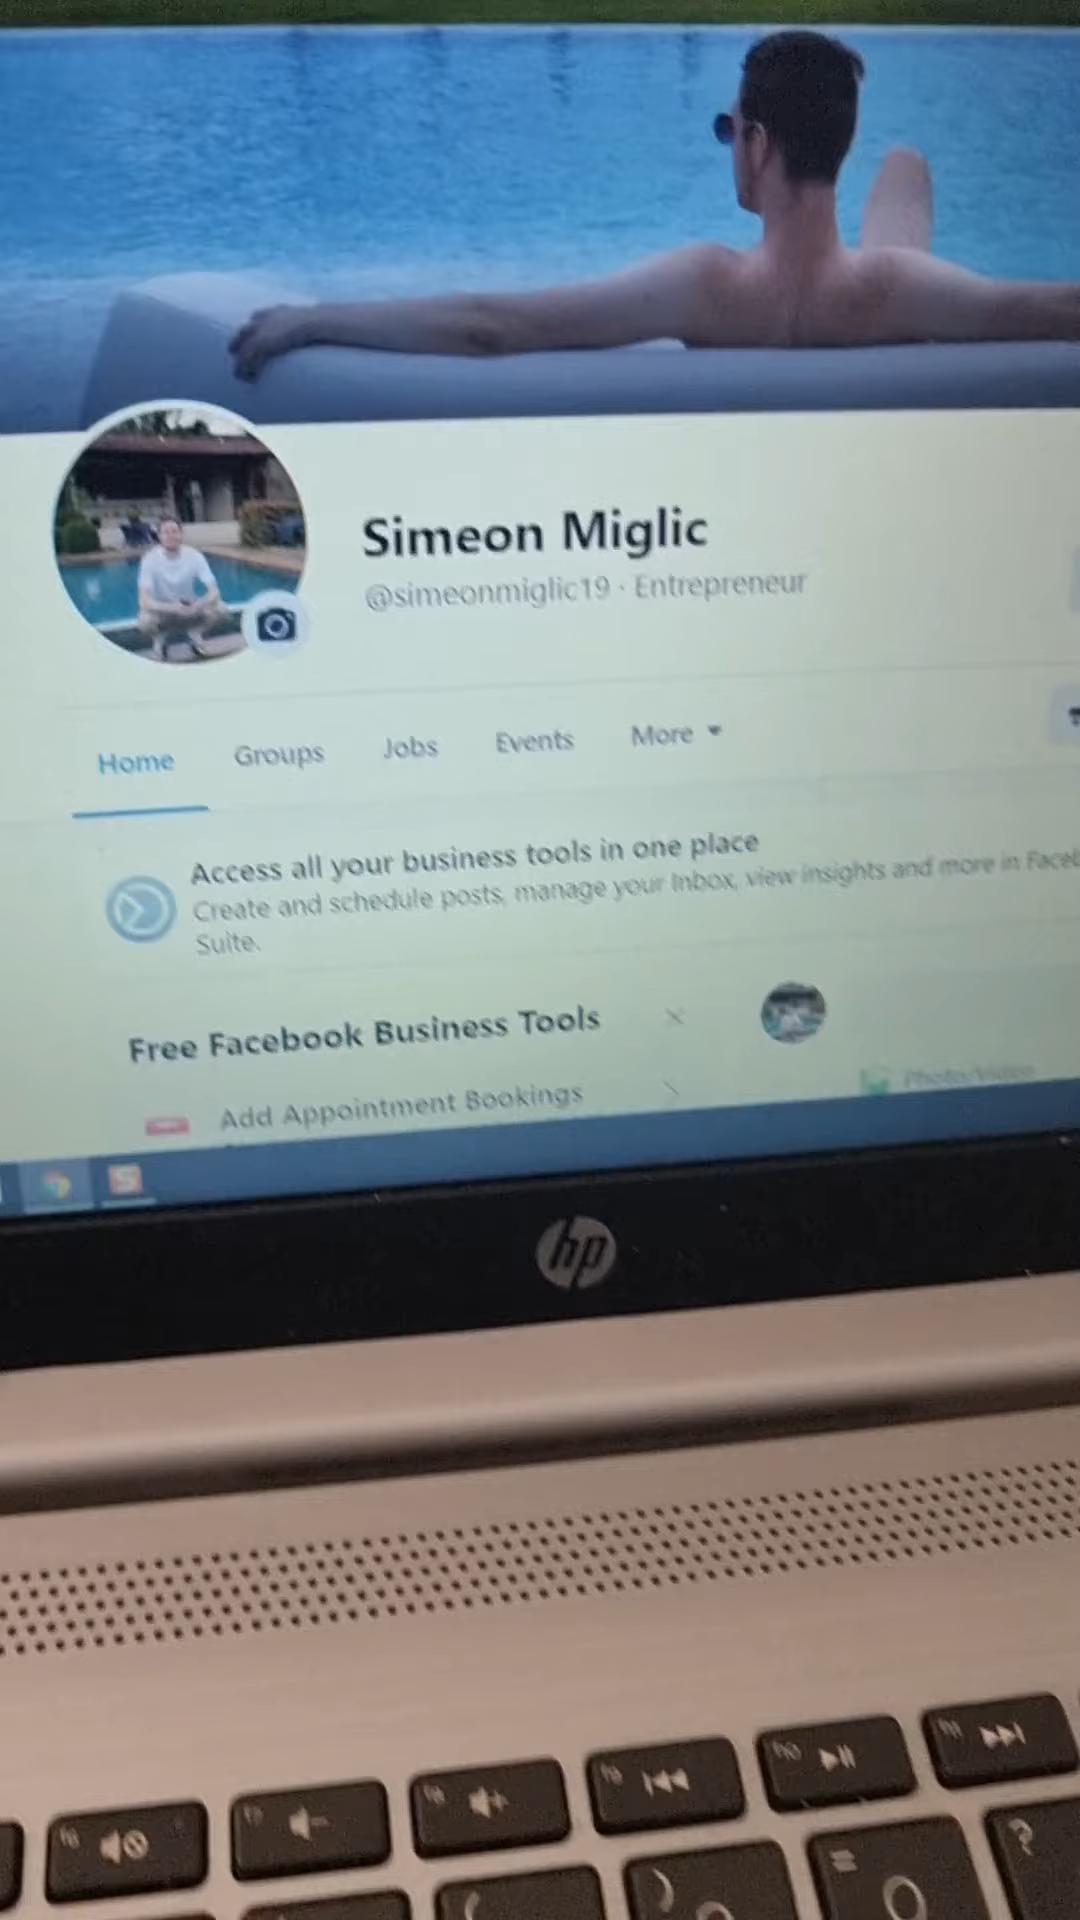 Simeon Miglic
@simeonmiglic19 · Entrepreneur
Home Groups Jobs Events More
Access all your business tools in one place
Create and schedule posts, manage your Inbox, view insights and more in
Suite.
Free Facebook Business Tools
Add Appointment Bookings
Photo/Video
hp